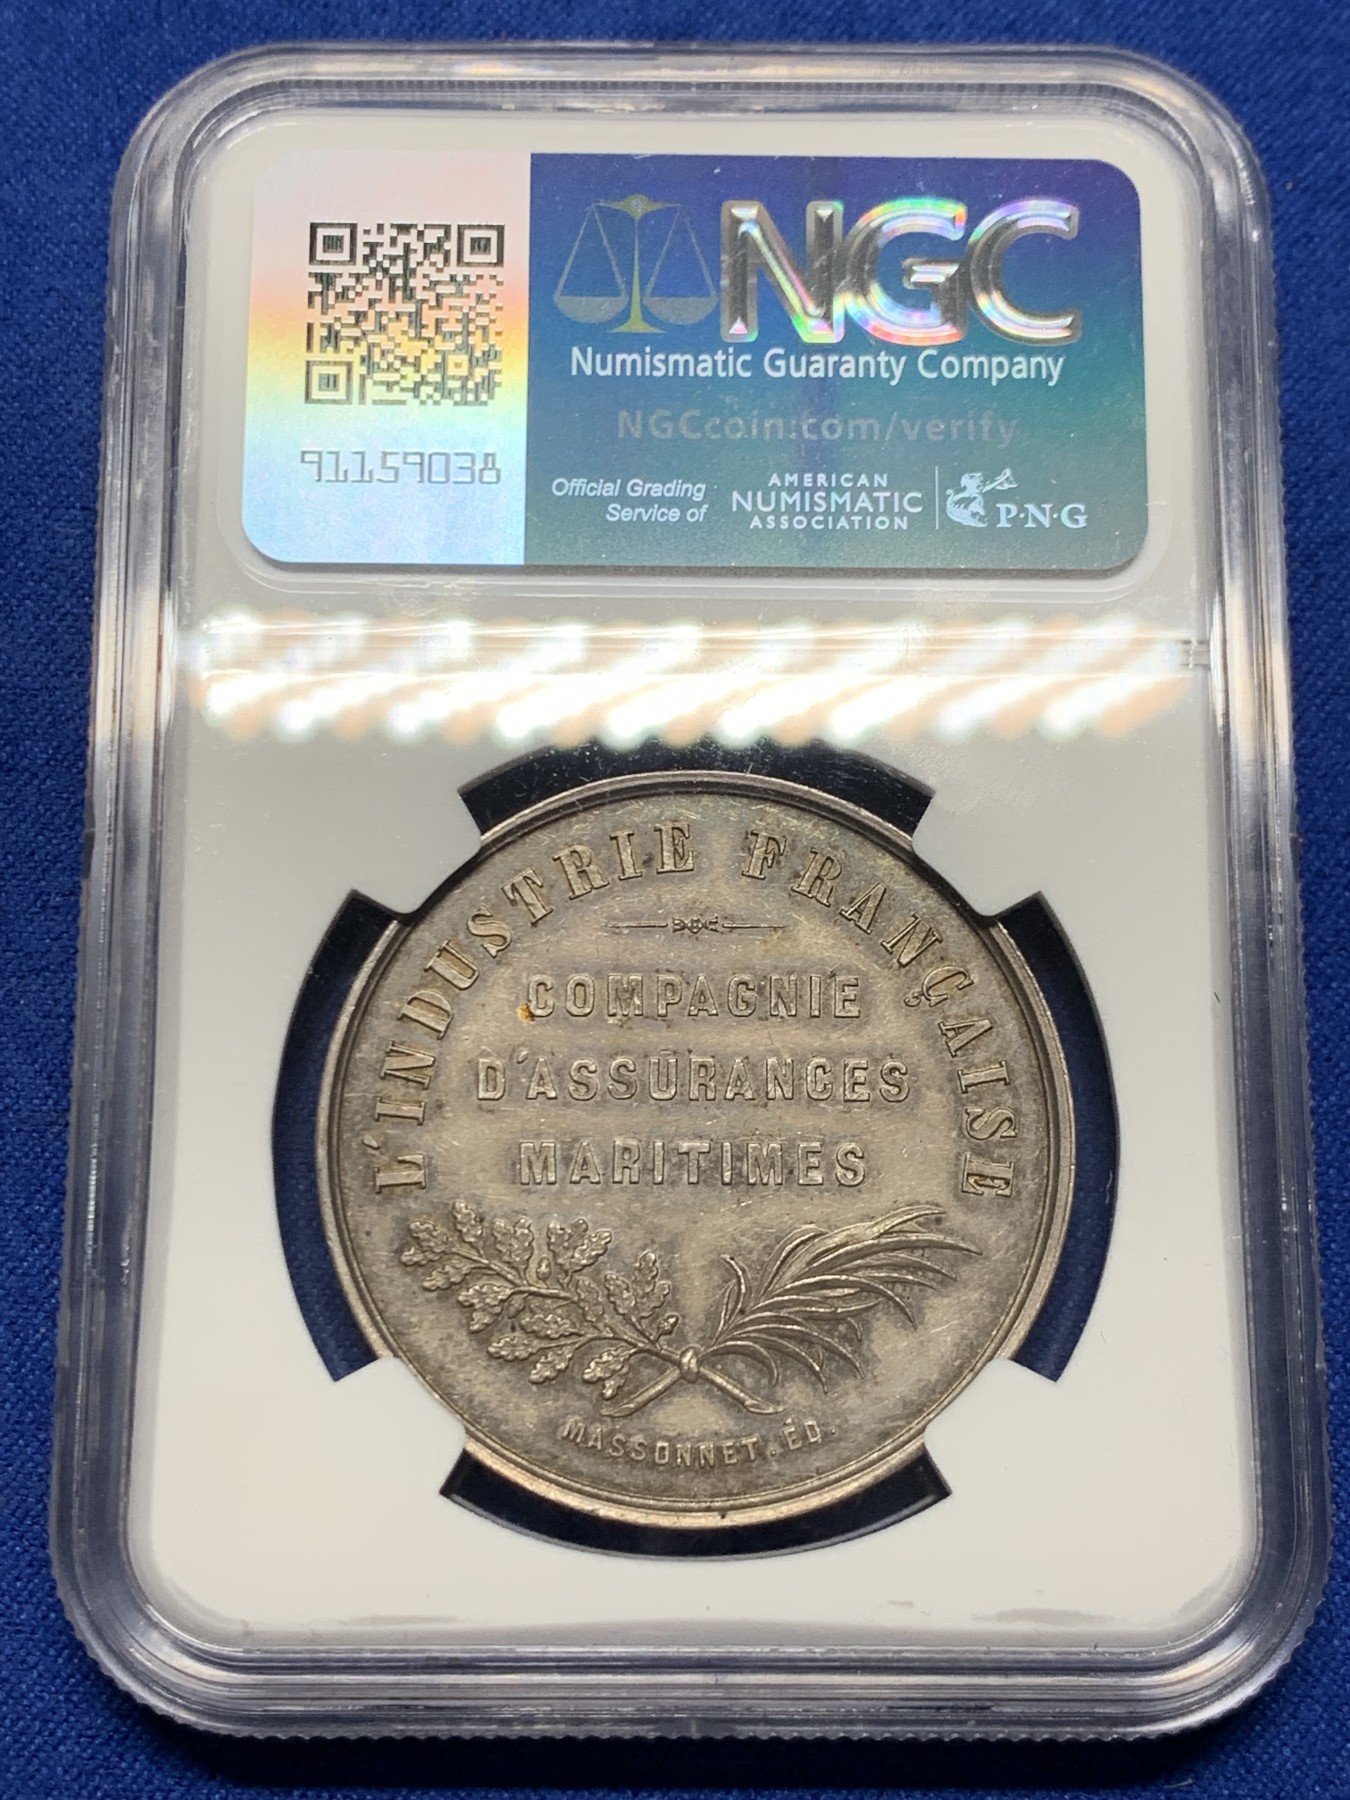 NGC
Numismatic Guaranty Company
NGCcoin.com/verify
91159038
Official Grading
Service of
AMERICAN
NUMISMATIC
ASSOCIATION
P·N·G
L'INDUSTRIE FRANÇAISE
COMPAGNIE
D'ASSURANCES
MARITIMES
MASSONNET. ÉD.